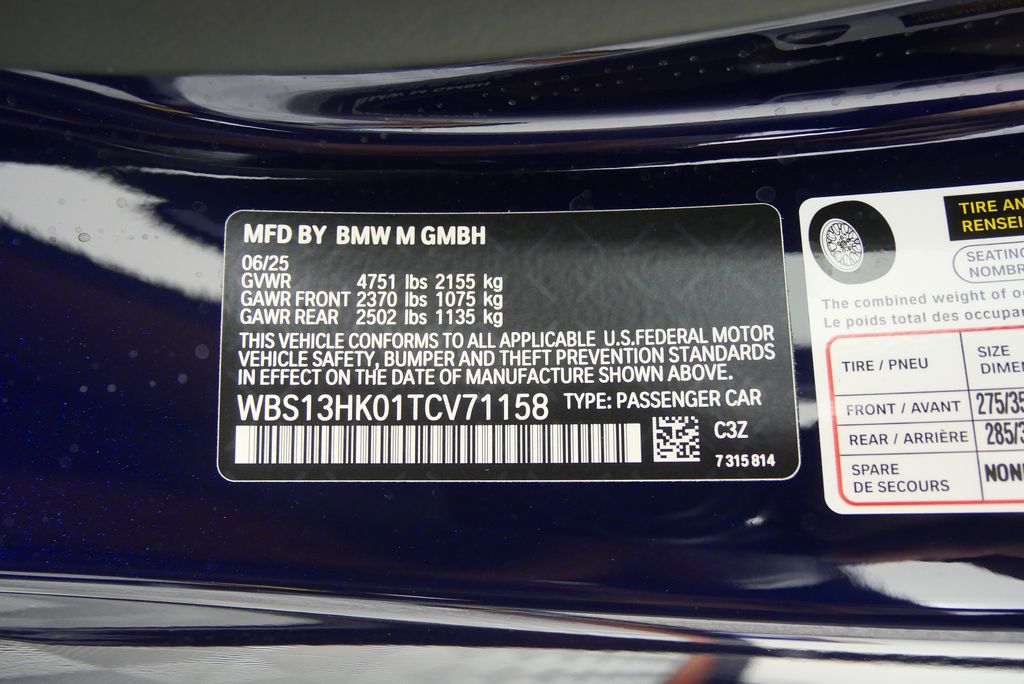 MFD BY BMW M GMBH
06/25
GVWR 4751 lbs 2155 kg
GAWR FRONT 2370 lbs 1075 kg
GAWR REAR 2502 lbs 1135 kg
THIS VEHICLE CONFORMS TO ALL APPLICABLE U.S.FEDERAL MOTOR
VEHICLE SAFETY, BUMPER AND THEFT PREVENTION STANDARDS
IN EFFECT ON THE DATE OF MANUFACTURE SHOWN ABOVE.
WBS13HK01TCV71158 TYPE: PASSENGER CAR
C3Z
7 315 814
TIRE AN
RENSEI
SEATING
NOMBR
The combined weight of
Le poids total des occupa
TIRE / PNEU
SIZE
DIMEN
FRONT / AVANT 275/35
REAR / ARRIÈRE 285/3
SPARE
DE SECOURS
NON